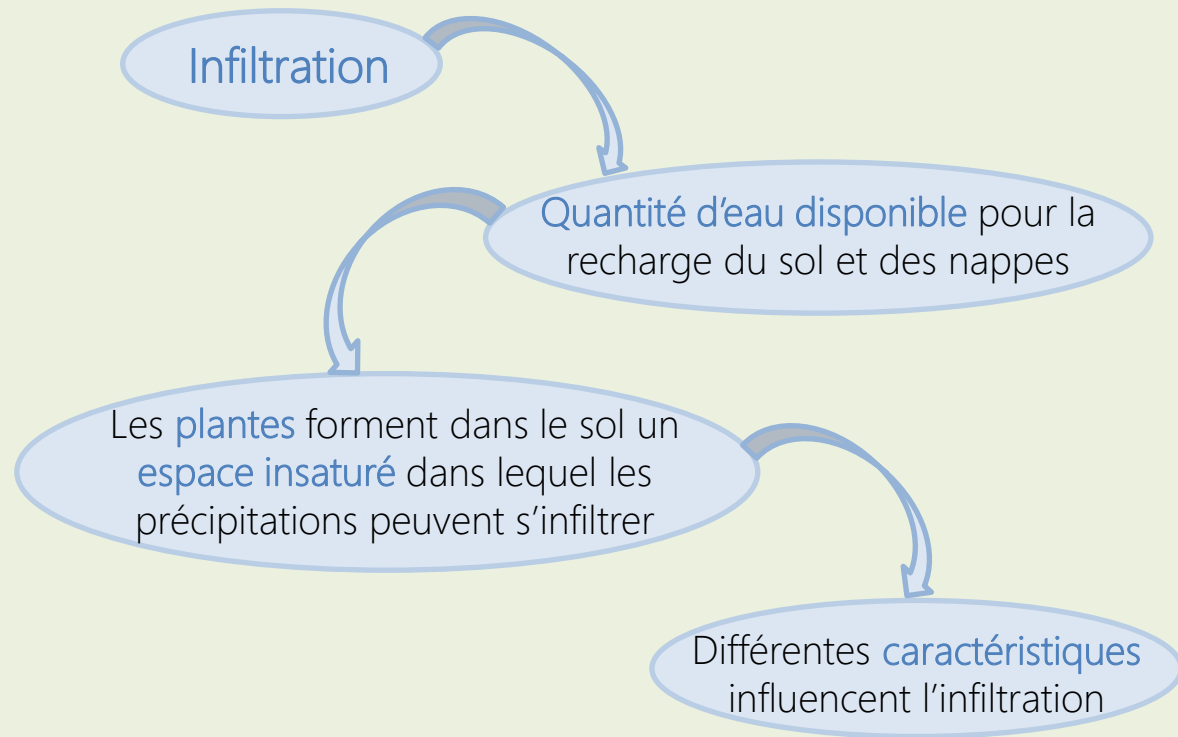 Infiltration
Quantité d'eau disponible pour la
recharge du sol et des nappes
Les plantes forment dans le sol un
espace insaturé dans lequel les
précipitations peuvent s'infiltrer
Différentes caractéristiques
influencent l'infiltration